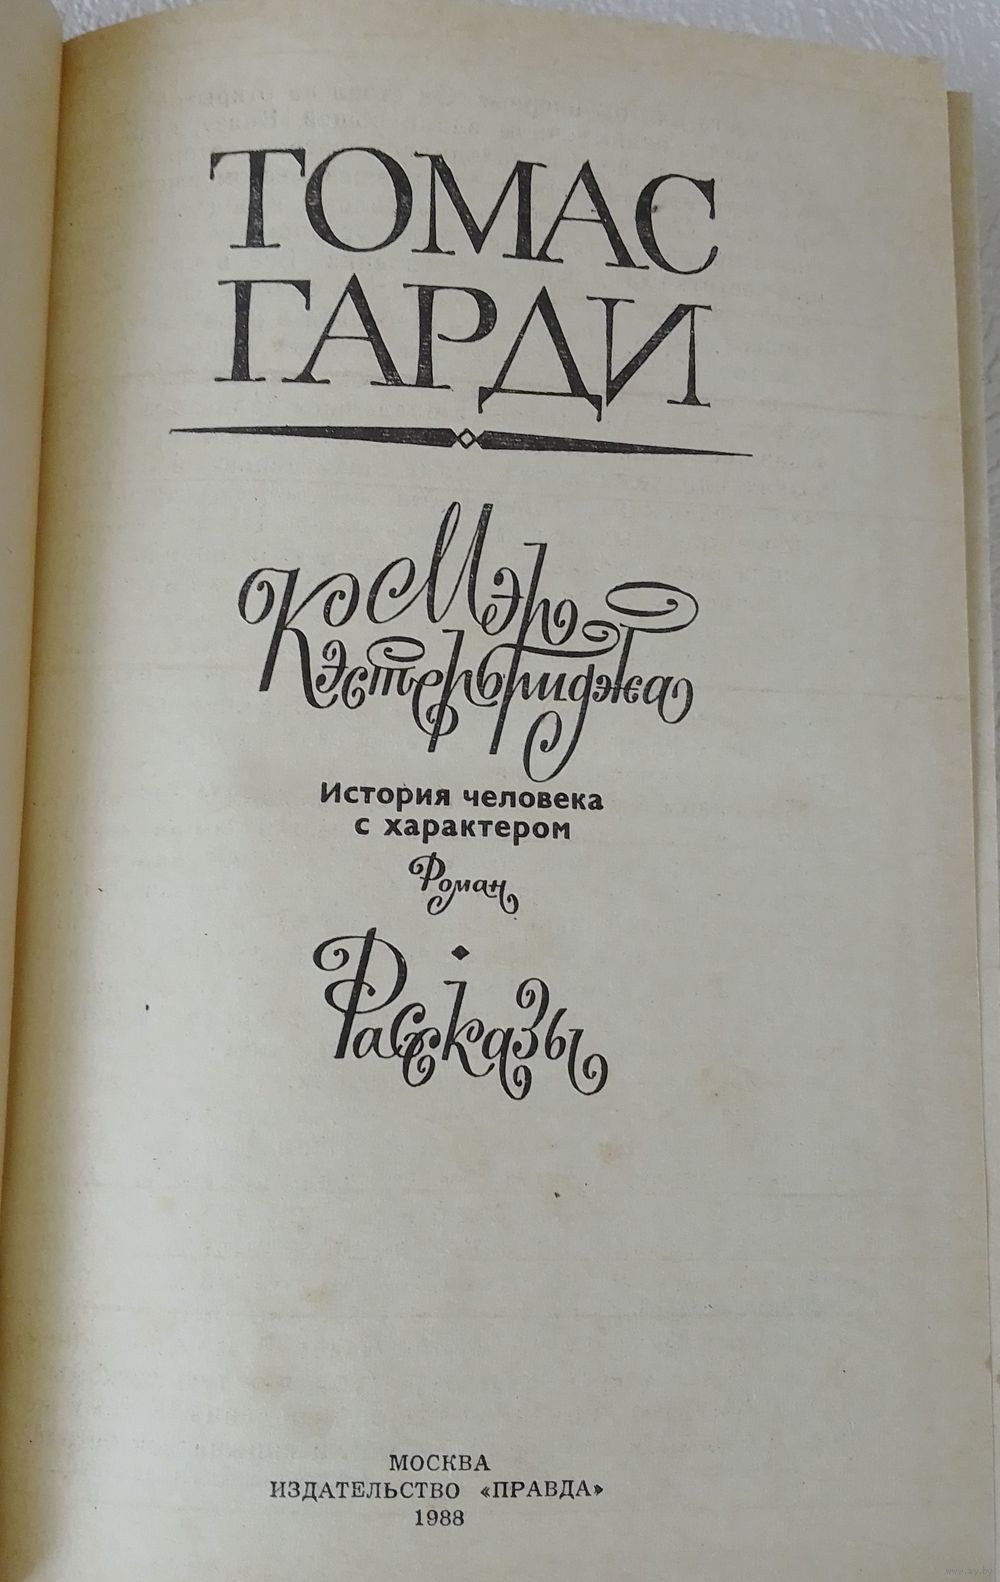 ТОМАС
ГАРДИ
Мэр
Кэстербриджа
История человека
с характером
Роман
Рассказы
МОСКВА
ИЗДАТЕЛЬСТВО «ПРАВДА»
1988